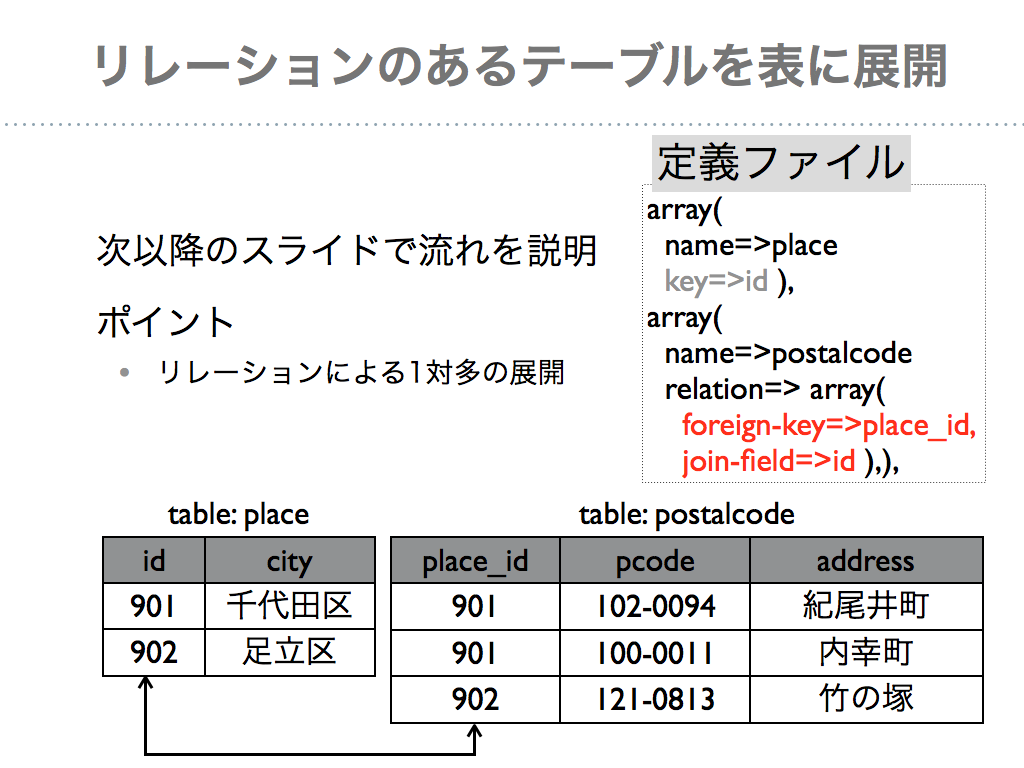 リレーションのあるテーブルを表に展開
次以降のスライドで流れを説明
ポイント
• リレーションによる1対多の展開
定義ファイル
array(
name=>place
key=>id ),
array(
name=>postalcode
relation=> array(
foreign-key=>place_id,
join-field=>id ),),
table: place
id city
901 千代田区
902 足立区
table: postalcode
place_id pcode address
901 102-0094 紀尾井町
901 100-0011 内幸町
902 121-0813 竹の塚